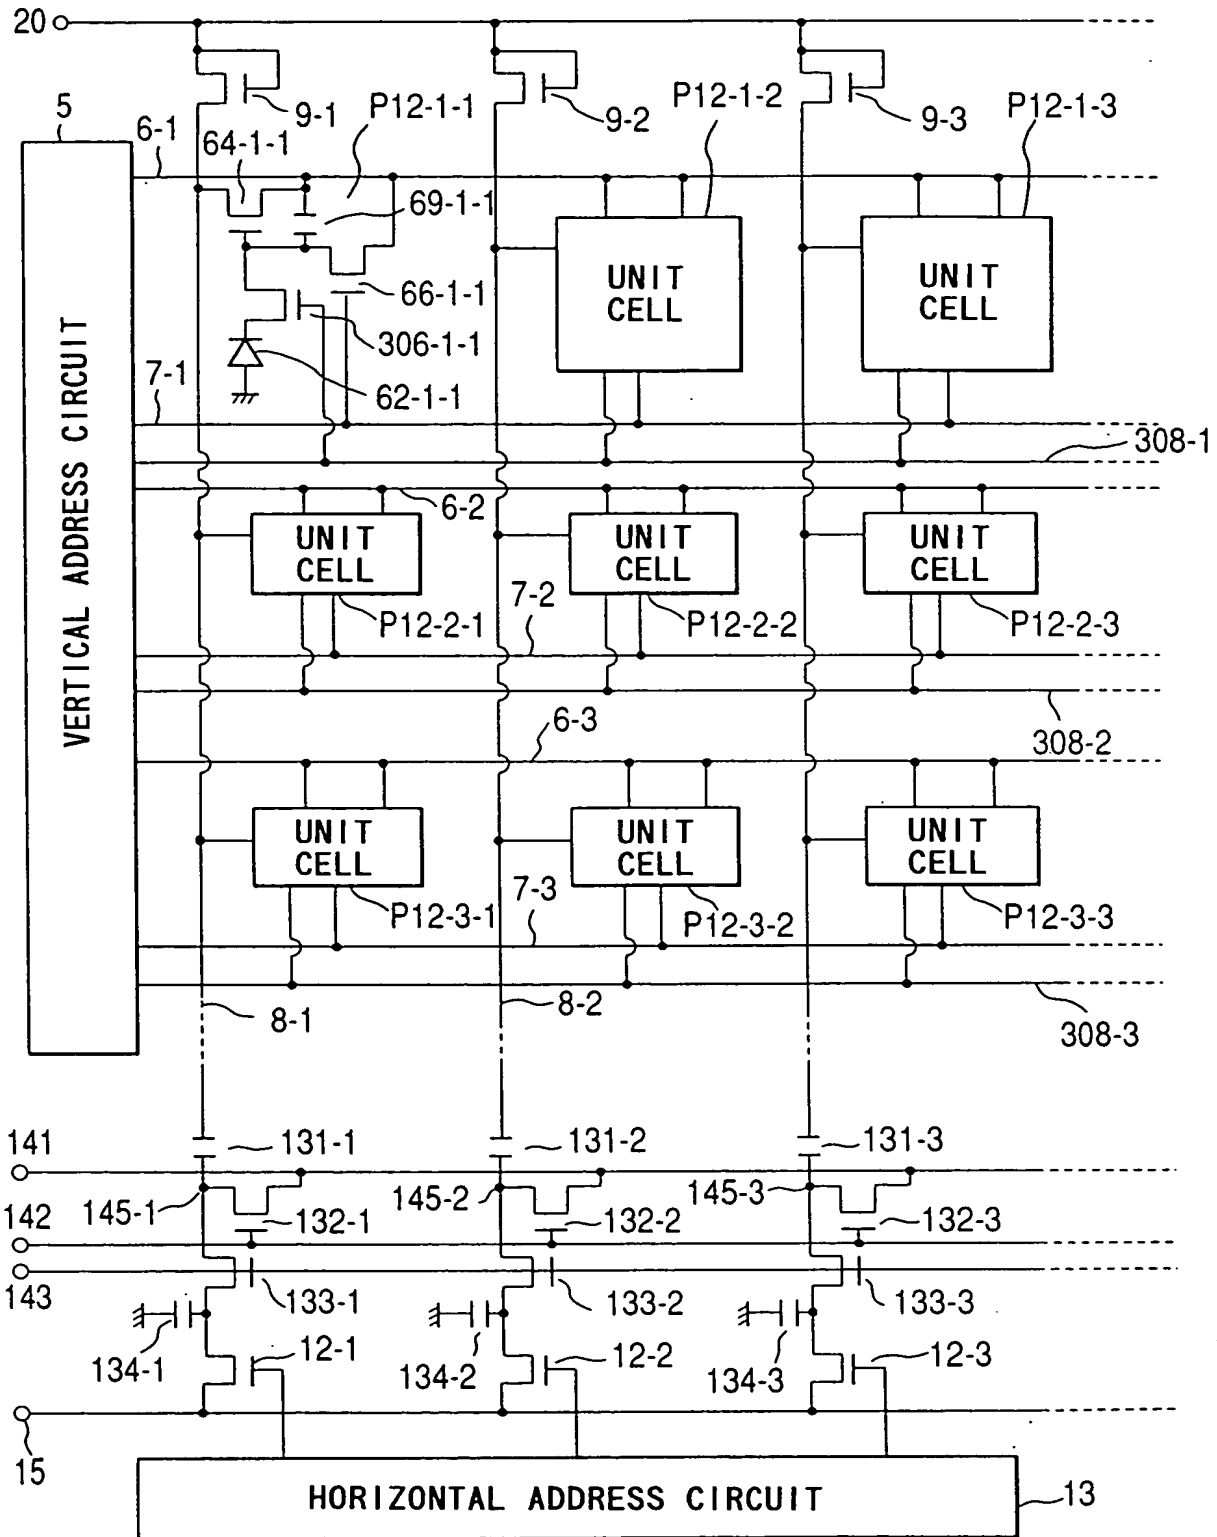 20
9-1
P12-1-1
9-2
P12-1-2
9-3
P12-1-3
5
6-1
64-1-1
69-1-1
66-1-1
306-1-1
62-1-1
7-1
UNIT
CELL
UNIT
CELL
308-1
VERTICAL ADDRESS CIRCUIT
6-2
UNIT
CELL
UNIT
CELL
UNIT
CELL
7-2
P12-2-1
P12-2-2
P12-2-3
6-3
308-2
UNIT
CELL
UNIT
CELL
UNIT
CELL
7-3
P12-3-1
P12-3-2
P12-3-3
8-1
8-2
308-3
141
131-1
131-2
131-3
145-1
145-2
145-3
142
132-1
132-2
132-3
143
133-1
133-2
133-3
134-1
12-1
134-2
12-2
134-3
12-3
15
HORIZONTAL ADDRESS CIRCUIT
13